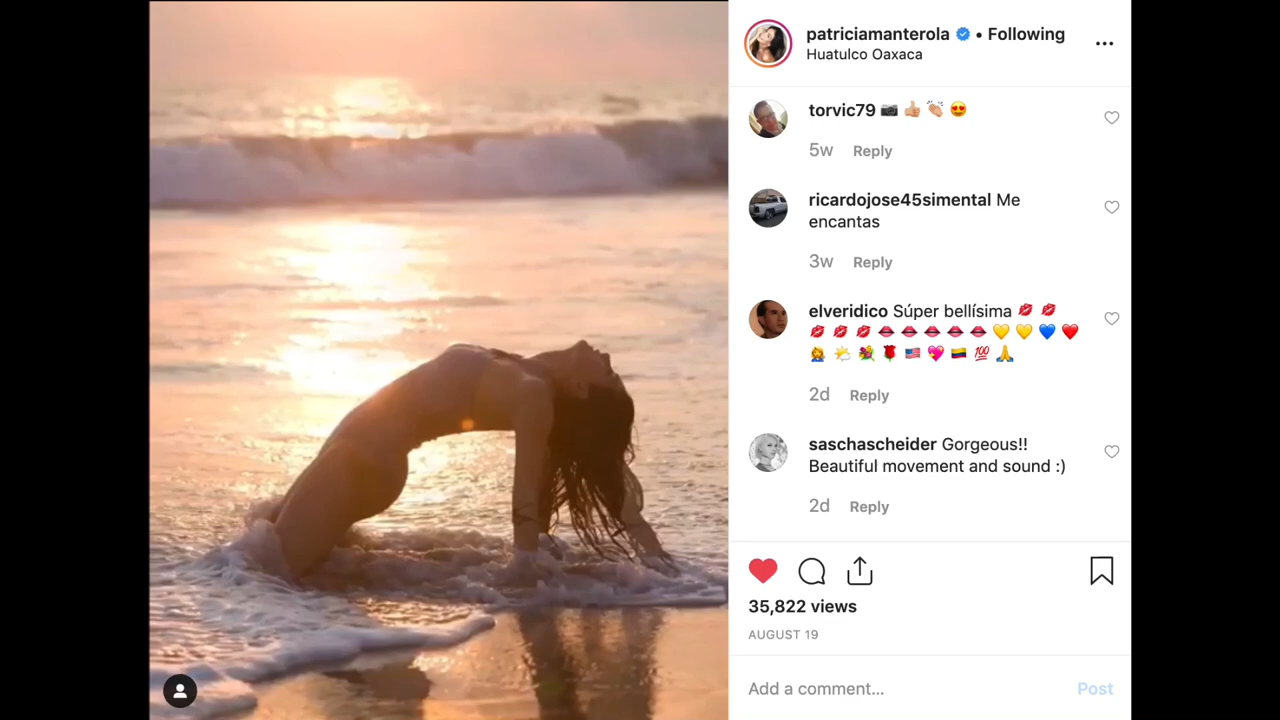 patriciamanterola • Following
Huatulco Oaxaca
torvic79 📷 👍🏼 👏🏼 😍
5w Reply
ricardojose45simental Me
encantas
3w Reply
elveridico Súper bellísima 💋 💋
💋 💋 💋 👄 👄 👄 👄 👄 💛 💛 💙 ❤️
🙋‍♀️ 🌤 💐 🌹 🇺🇸 💖 🇨🇴 💯 🙏
2d Reply
saschascheider Gorgeous!!
Beautiful movement and sound :)
2d Reply
35,822 views
AUGUST 19
Add a comment... Post